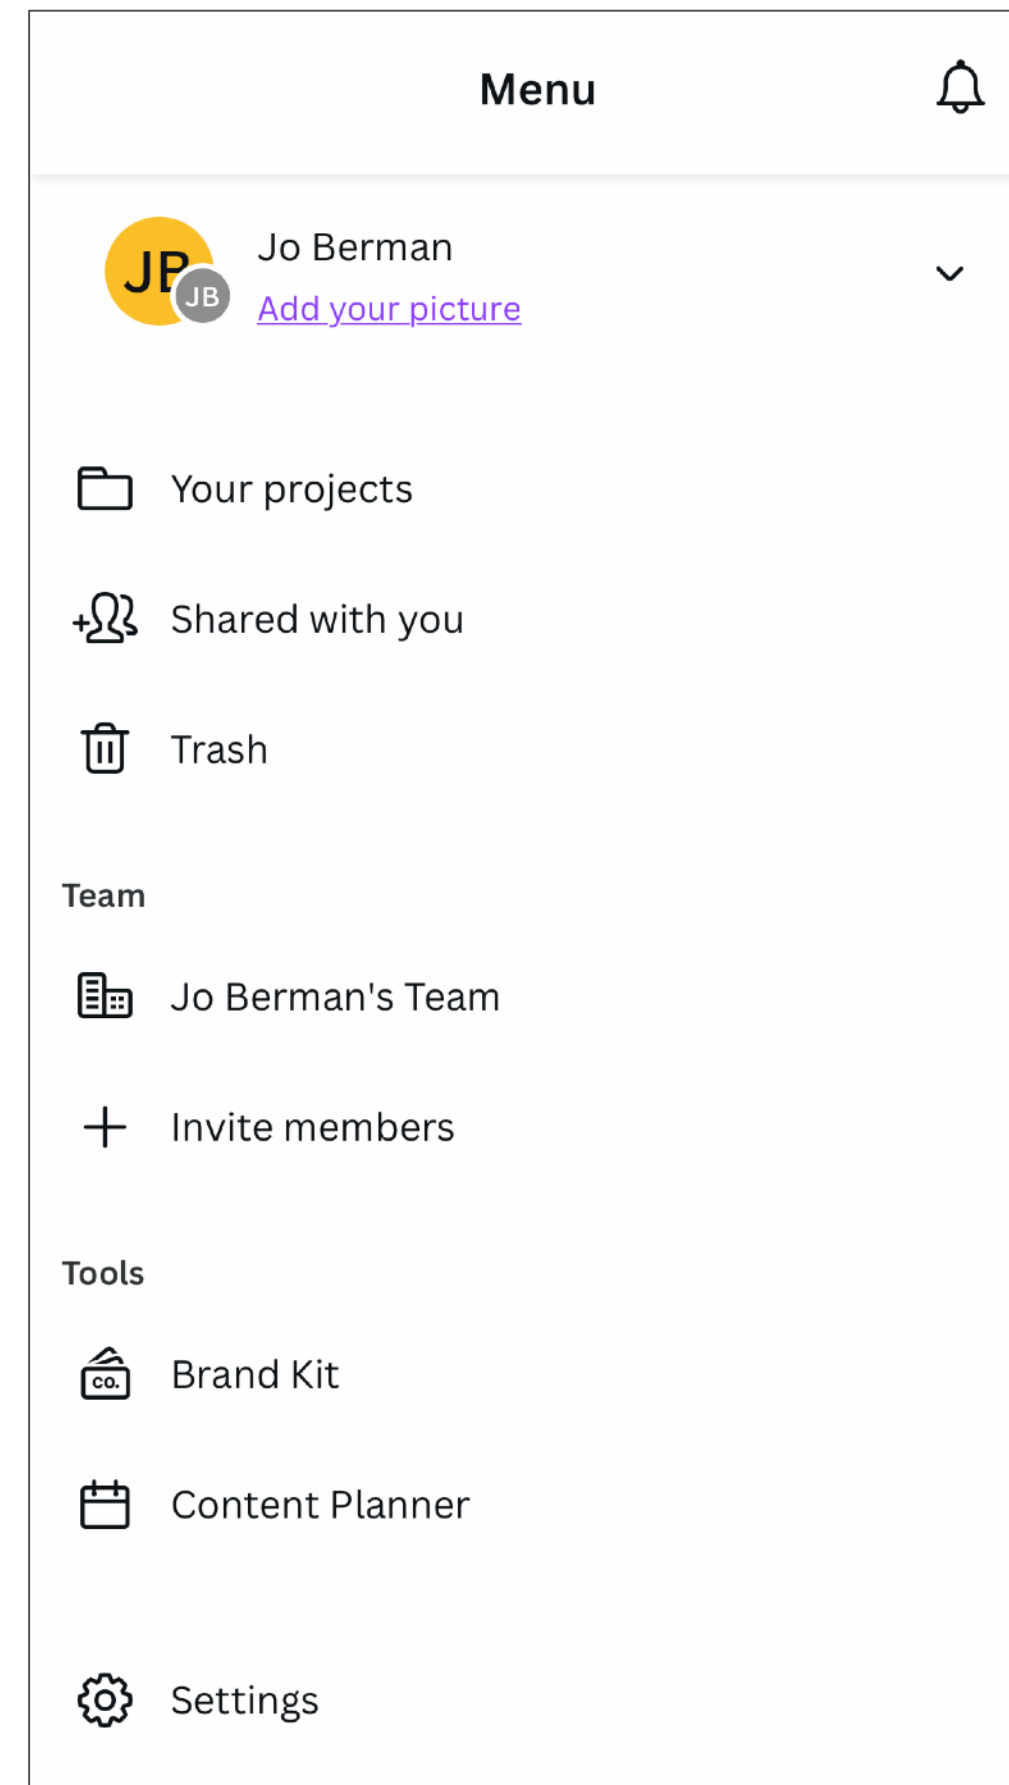 Menu
JB
JB
Jo Berman
Add your picture
Your projects
Shared with you
Trash
Team
Jo Berman's Team
Invite members
Tools
co.
Brand Kit
Content Planner
Settings